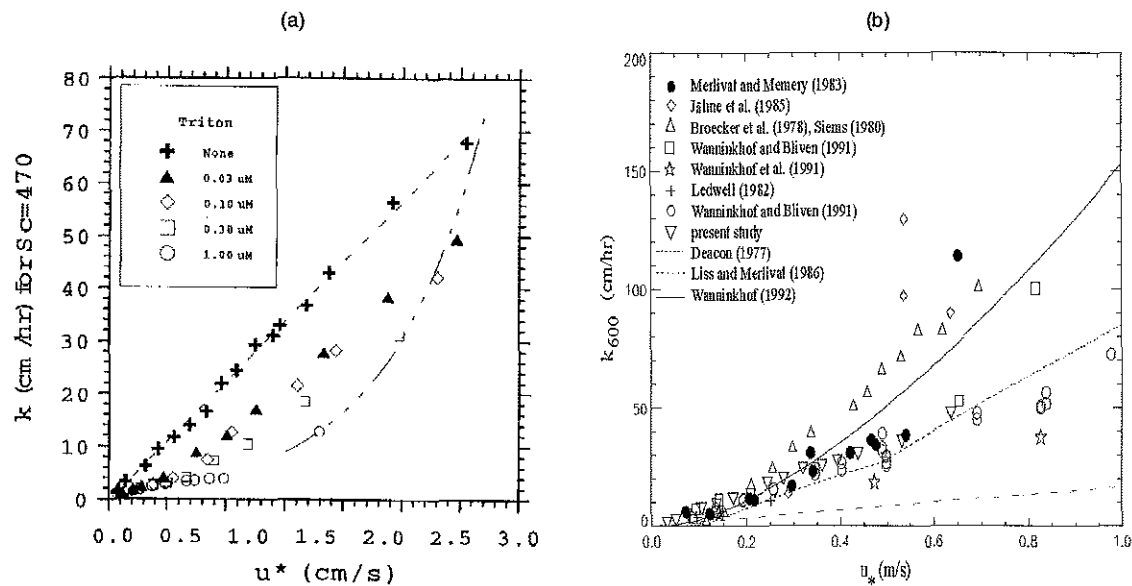 (a)
80
70
60
50
40
30
20
10
0
k (cm/hr) for Sc=470
Triton
None
0.03 uM
0.10 uM
0.30 uM
1.00 uM
0.0 0.5 1.0 1.5 2.0 2.5 3.0
u* (cm/s)
(b)
200
150
100
50
0
k600 (cm/hr)
Merlivat and Memery (1983)
Jähne et al. (1985)
Broecker et al. (1978), Siems (1980)
Wanninkhof and Bliven (1991)
Wanninkhof et al. (1991)
Ledwell (1982)
Wanninkhof and Bliven (1991)
present study
Deacon (1977)
Liss and Merlivat (1986)
Wanninkhof (1992)
0.0 0.2 0.4 0.6 0.8 1.0
u* (m/s)